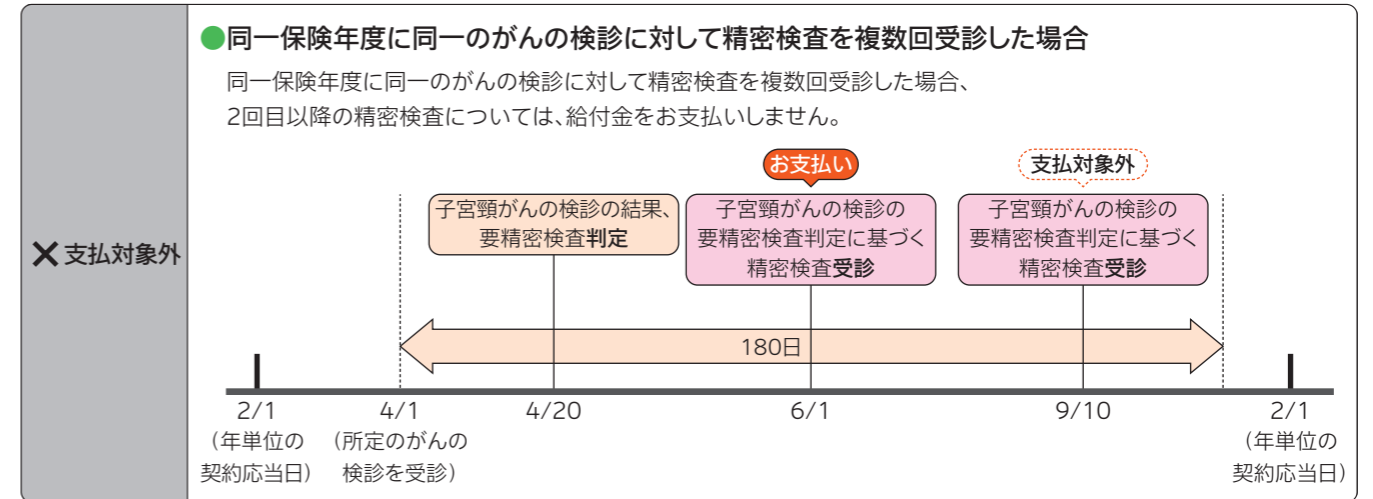 ●同一保険年度に同一のがんの検診に対して精密検査を複数回受診した場合
同一保険年度に同一のがんの検診に対して精密検査を複数回受診した場合、
2回目以降の精密検査については、給付金をお支払いしません。
✕支払対象外
お支払い
支払対象外
子宮頸がんの検診の結果、
要精密検査判定
子宮頸がんの検診の
要精密検査判定に基づく
精密検査受診
子宮頸がんの検診の
要精密検査判定に基づく
精密検査受診
180日
2/1
(年単位の
契約応当日)
4/1
(所定のがんの
検診を受診)
4/20
6/1
9/10
2/1
(年単位の
契約応当日)